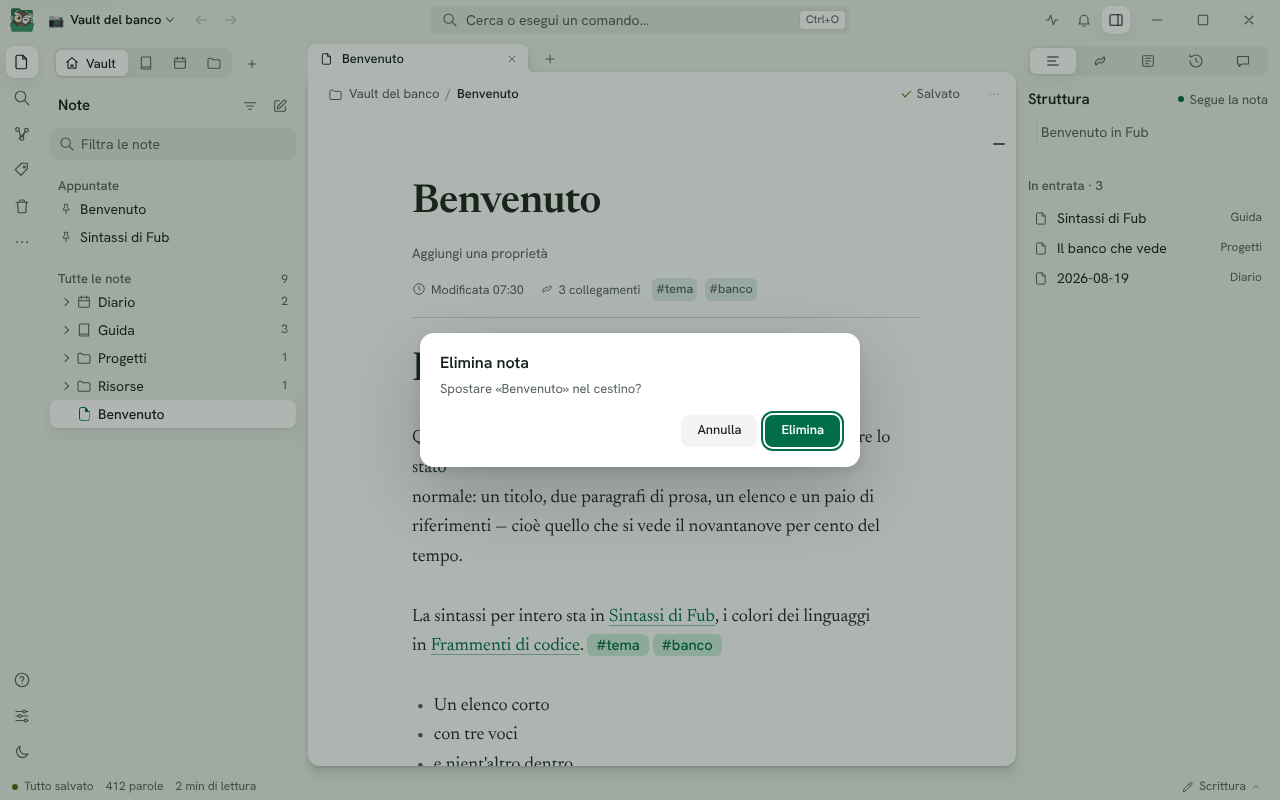 Vault del banco
Cerca o esegui un comando...
Ctrl+O
Vault
Benvenuto
Note
Filtra le note
Appuntate
Benvenuto
Sintassi di Fub
Tutte le note 9
Diario 2
Guida 3
Progetti 1
Risorse 1
Benvenuto
Vault del banco / Benvenuto
Salvato
Benvenuto
Aggiungi una proprietà
Modificata 07:30 3 collegamenti #tema #banco
Elimina nota
Spostare «Benvenuto» nel cestino?
Annulla Elimina
re lo
stato
normale: un titolo, due paragrafi di prosa, un elenco e un paio di
riferimenti — cioè quello che si vede il novantanove per cento del
tempo.
La sintassi per intero sta in Sintassi di Fub, i colori dei linguaggi
in Frammenti di codice. #tema #banco
• Un elenco corto
• con tre voci
• e nient'altro dentro
Struttura
Segue la nota
Benvenuto in Fub
In entrata · 3
Sintassi di Fub Guida
Il banco che vede Progetti
2026-08-19 Diario
Tutto salvato 412 parole 2 min di lettura
Scrittura